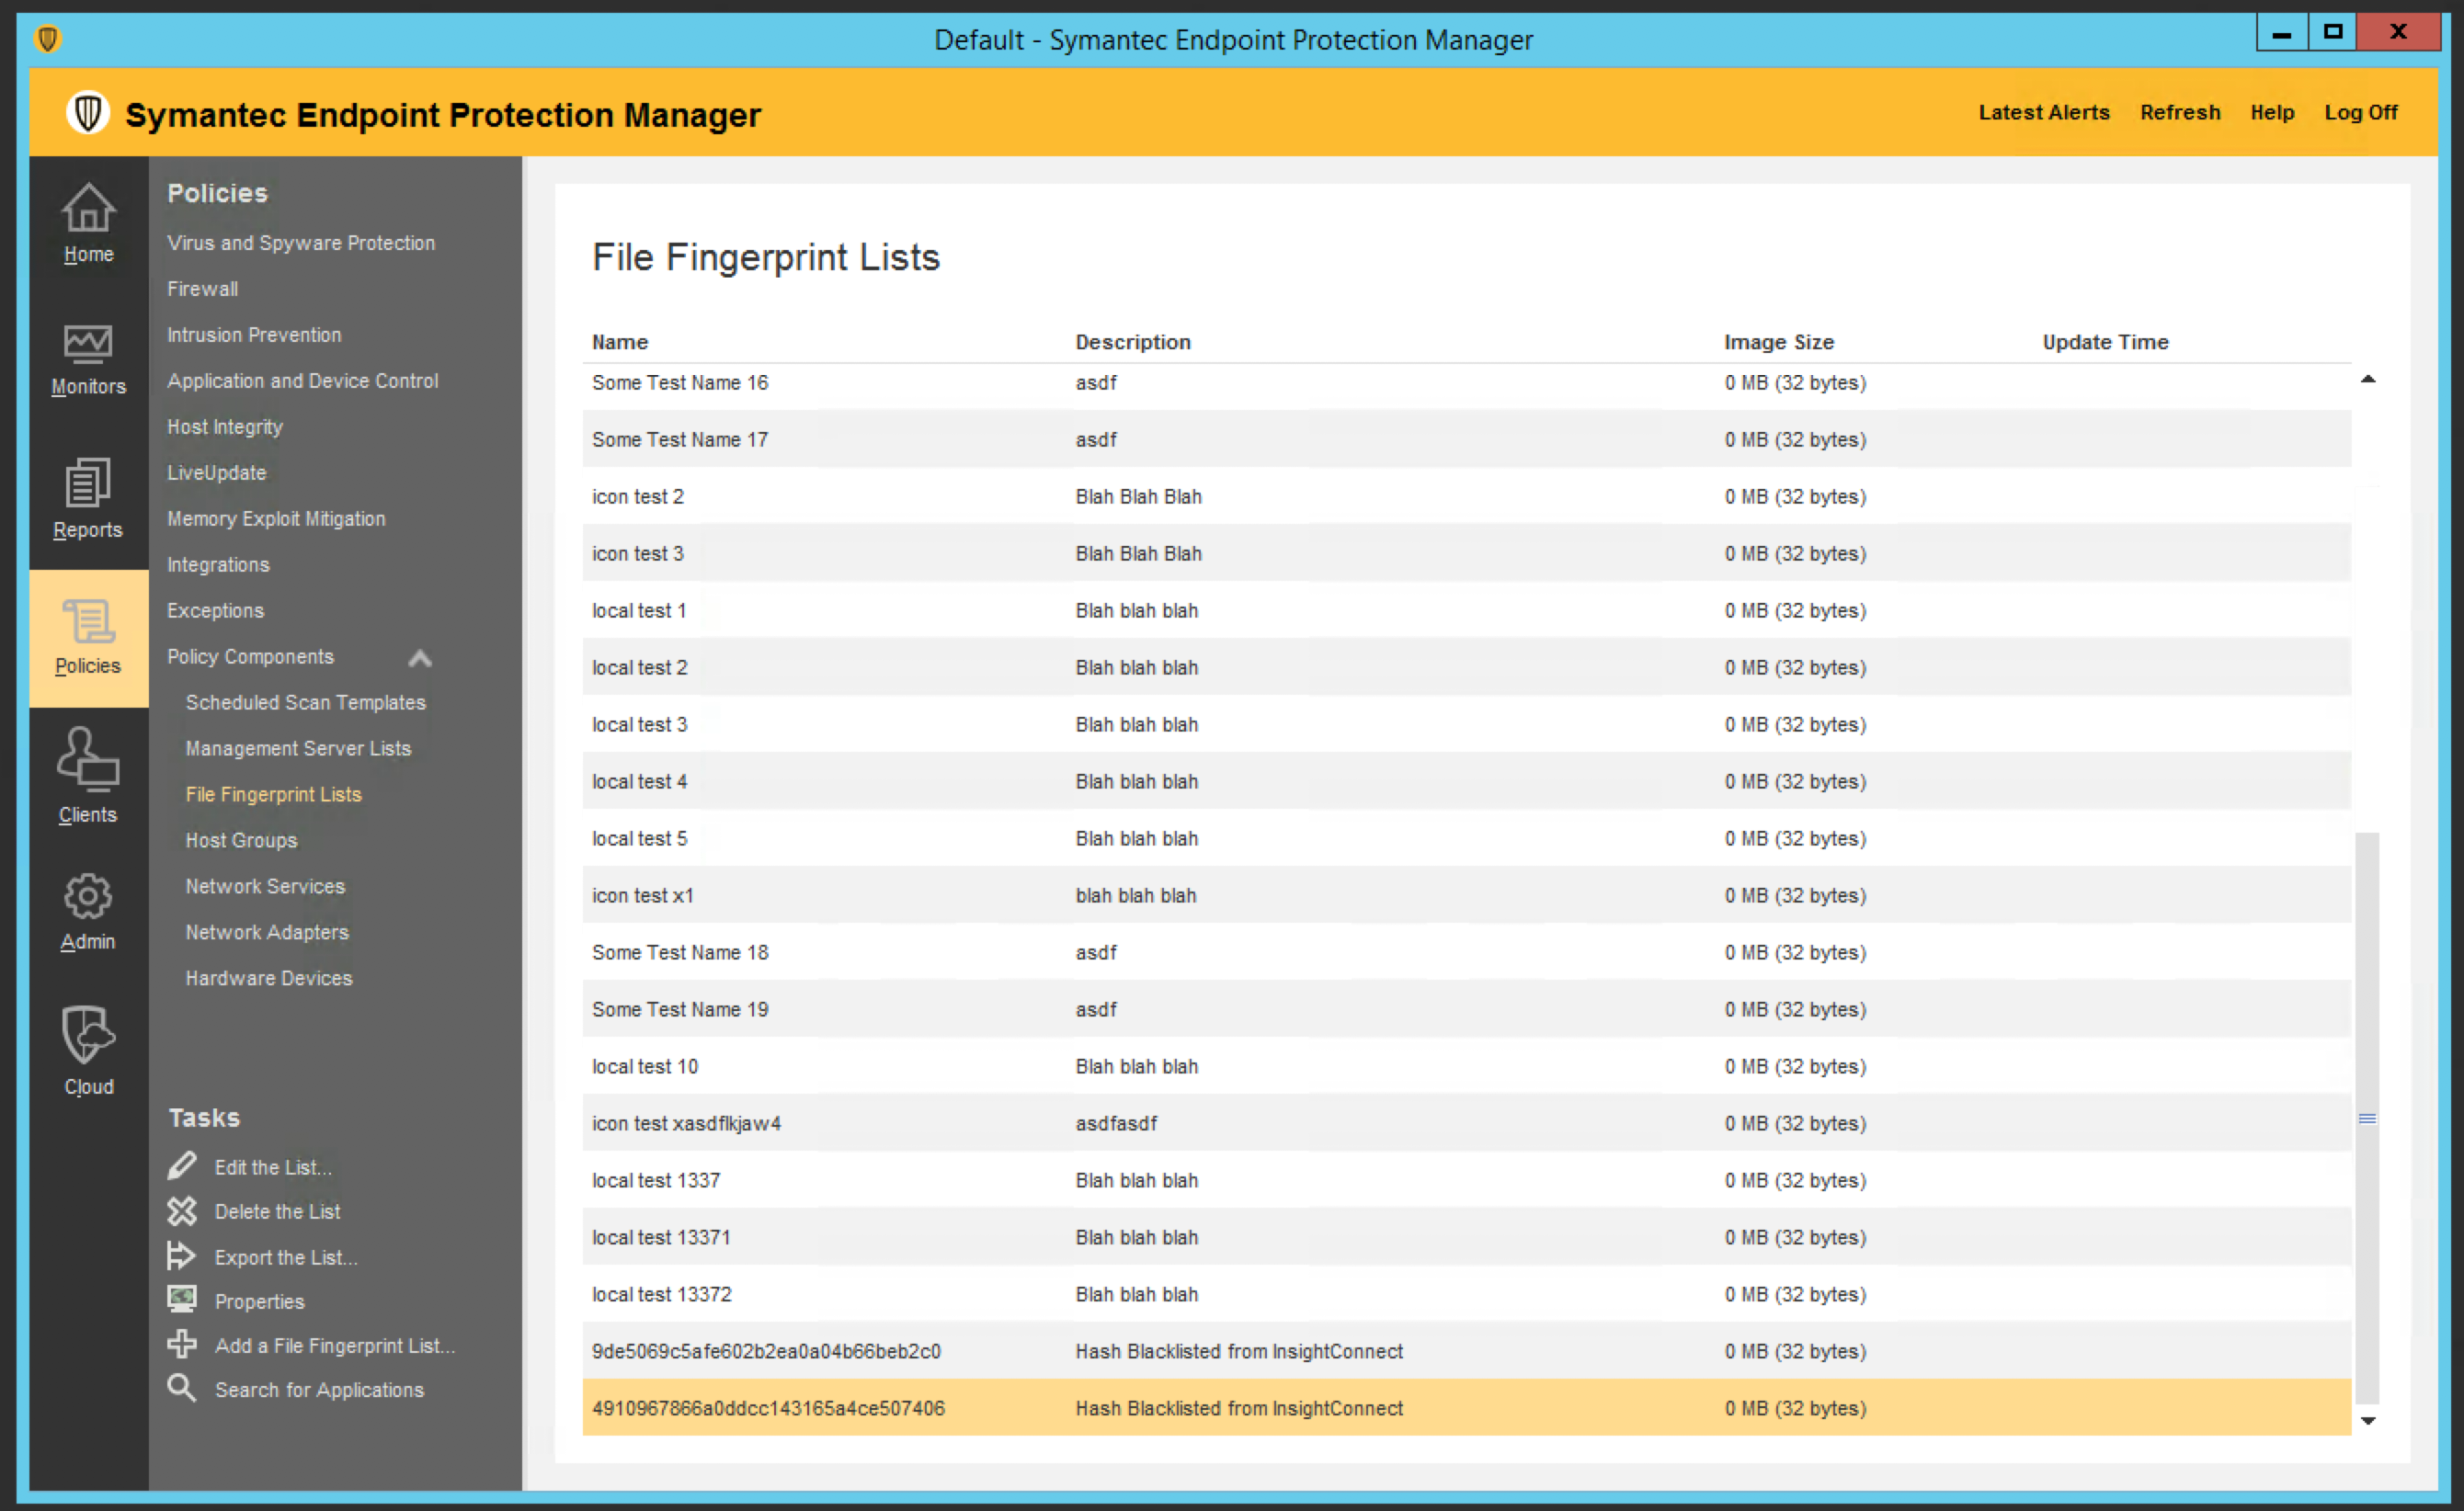 Default - Symantec Endpoint Protection Manager
Symantec Endpoint Protection Manager
Latest Alerts Refresh Help Log Off
Home
Monitors
Reports
Policies
Clients
Admin
Cloud
Policies
Virus and Spyware Protection
Firewall
Intrusion Prevention
Application and Device Control
Host Integrity
LiveUpdate
Memory Exploit Mitigation
Integrations
Exceptions
Policy Components
Scheduled Scan Templates
Management Server Lists
File Fingerprint Lists
Host Groups
Network Services
Network Adapters
Hardware Devices
Tasks
Edit the List...
Delete the List
Export the List...
Properties
Add a File Fingerprint List...
Search for Applications
File Fingerprint Lists
Name Description Image Size Update Time
Some Test Name 16 asdf 0 MB (32 bytes)
Some Test Name 17 asdf 0 MB (32 bytes)
icon test 2 Blah Blah Blah 0 MB (32 bytes)
icon test 3 Blah Blah Blah 0 MB (32 bytes)
local test 1 Blah blah blah 0 MB (32 bytes)
local test 2 Blah blah blah 0 MB (32 bytes)
local test 3 Blah blah blah 0 MB (32 bytes)
local test 4 Blah blah blah 0 MB (32 bytes)
local test 5 Blah blah blah 0 MB (32 bytes)
icon test x1 blah blah blah 0 MB (32 bytes)
Some Test Name 18 asdf 0 MB (32 bytes)
Some Test Name 19 asdf 0 MB (32 bytes)
local test 10 Blah blah blah 0 MB (32 bytes)
icon test xasdflkjaw4 asdfasdf 0 MB (32 bytes)
local test 1337 Blah blah blah 0 MB (32 bytes)
local test 13371 Blah blah blah 0 MB (32 bytes)
local test 13372 Blah blah blah 0 MB (32 bytes)
9de5069c5afe602b2ea0a04b66beb2c0 Hash Blacklisted from InsightConnect 0 MB (32 bytes)
4910967866a0ddcc143165a4ce507406 Hash Blacklisted from InsightConnect 0 MB (32 bytes)